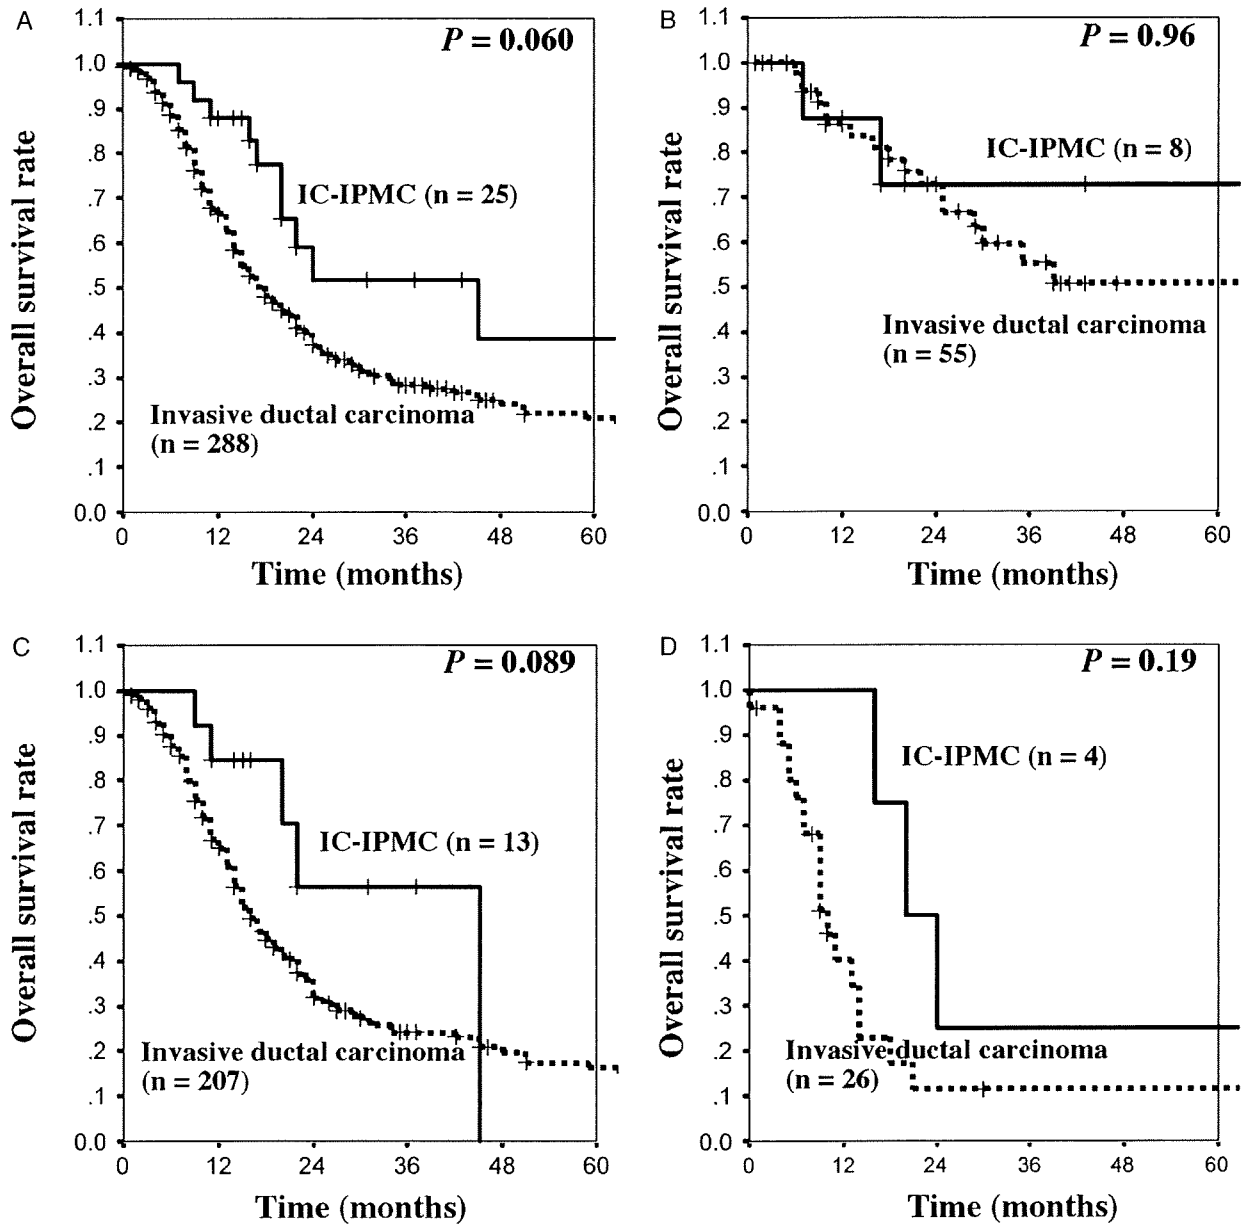 A
P = 0.060
Overall survival rate
1.1
1.0
.9
.8
.7
.6
.5
.4
.3
.2
.1
0.0
IC-IPMC (n = 25)
Invasive ductal carcinoma
(n = 288)
0 12 24 36 48 60
Time (months)
B
P = 0.96
Overall survival rate
1.1
1.0
.9
.8
.7
.6
.5
.4
.3
.2
.1
0.0
IC-IPMC (n = 8)
Invasive ductal carcinoma
(n = 55)
0 12 24 36 48 60
Time (months)
C
P = 0.089
Overall survival rate
1.1
1.0
.9
.8
.7
.6
.5
.4
.3
.2
.1
0.0
IC-IPMC (n = 13)
Invasive ductal carcinoma
(n = 207)
0 12 24 36 48 60
Time (months)
D
P = 0.19
Overall survival rate
1.1
1.0
.9
.8
.7
.6
.5
.4
.3
.2
.1
0.0
IC-IPMC (n = 4)
Invasive ductal carcinoma
(n = 26)
0 12 24 36 48 60
Time (months)